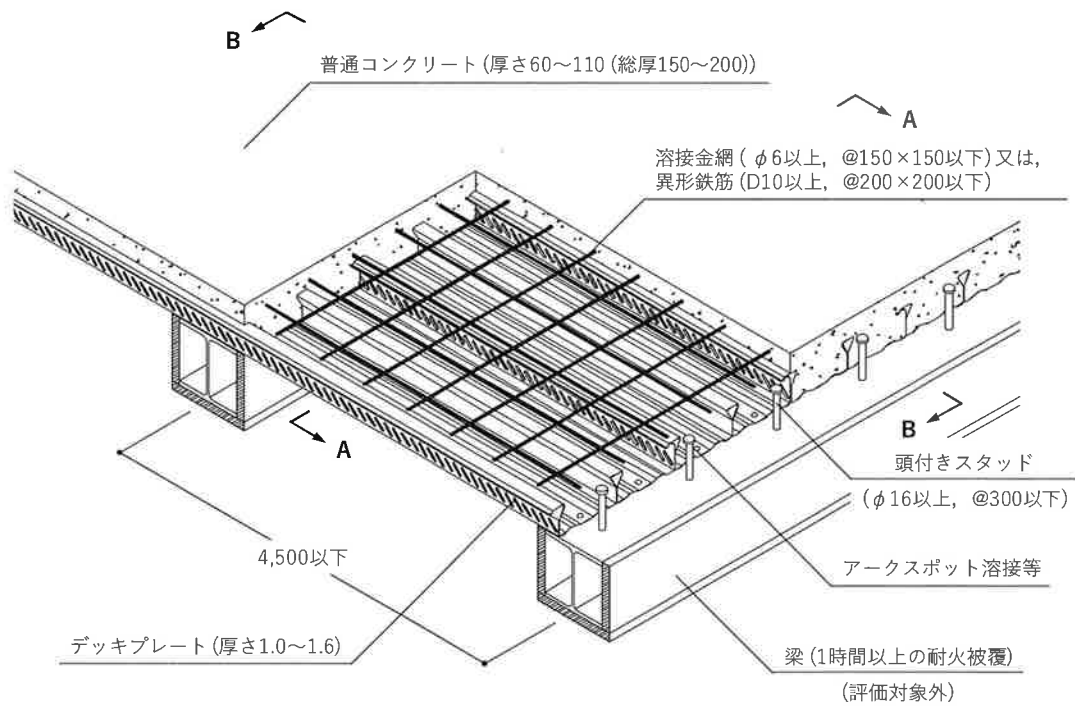 B
普通コンクリート(厚さ60～110 (総厚150～200))
A
溶接金網( φ6以上, @150×150以下)又は,
異形鉄筋(D10以上, @200×200以下)
B
A
頭付きスタッド
(φ16以上, @300以下)
4,500以下
アークスポット溶接等
デッキプレート(厚さ1.0～1.6)
梁(1時間以上の耐火被覆)
(評価対象外)